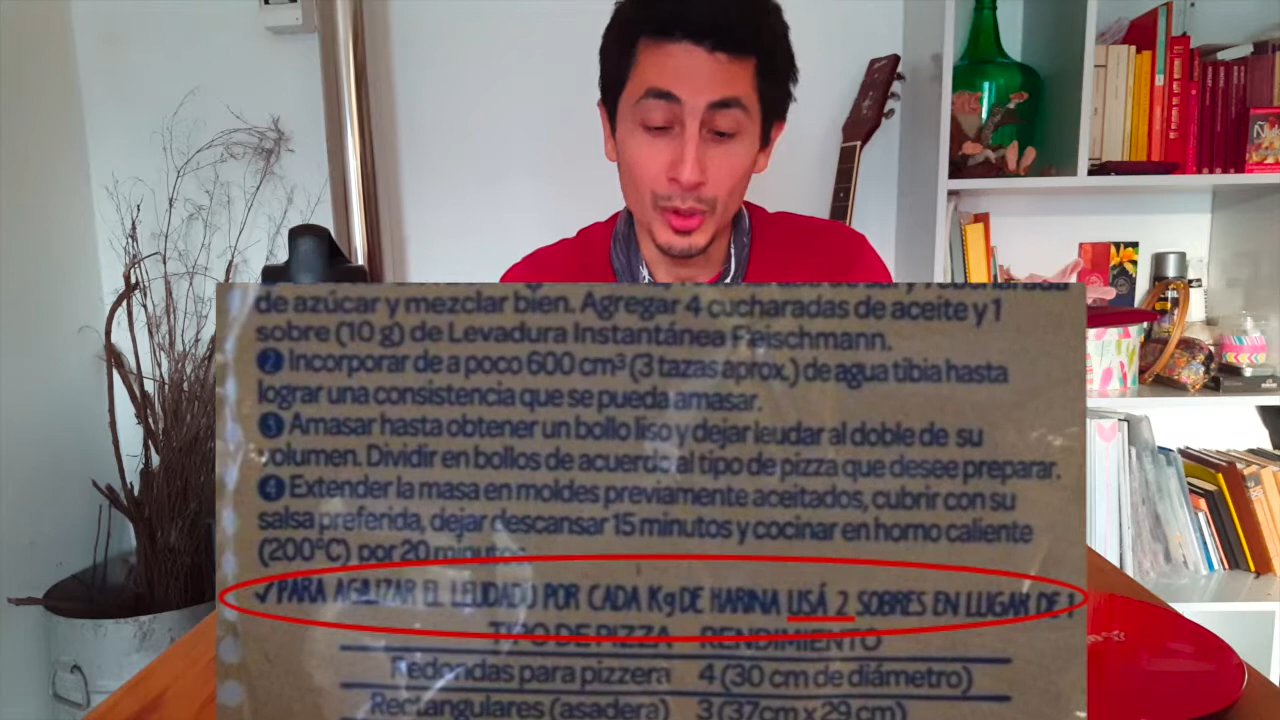 de azúcar y mezclar bien. Agregar 4 cucharadas de aceite y 1
sobre (10 g) de Levadura Instantánea Fleischmann.
2 Incorporar de a poco 600 cm³ (3 tazas aprox.) de agua tibia hasta
lograr una consistencia que se pueda amasar.
3 Amasar hasta obtener un bollo liso y dejar leudar al doble de su
volumen. Dividir en bollos de acuerdo al tipo de pizza que desee preparar.
4 Extender la masa en moldes previamente aceitados, cubrir con su
salsa preferida, dejar descansar 15 minutos y cocinar en horno caliente
(200°C) por 20 minutos
✓PARA AGILIZAR EL LEUDADO POR CADA Kg DE HARINA USÁ 2 SOBRES EN LUGAR DE 1
TIPO DE PIZZA RENDIMIENTO
Redondas para pizzera 4 (30 cm de diámetro)
Rectangulares (asadera) 3 (37cm x 29 cm)